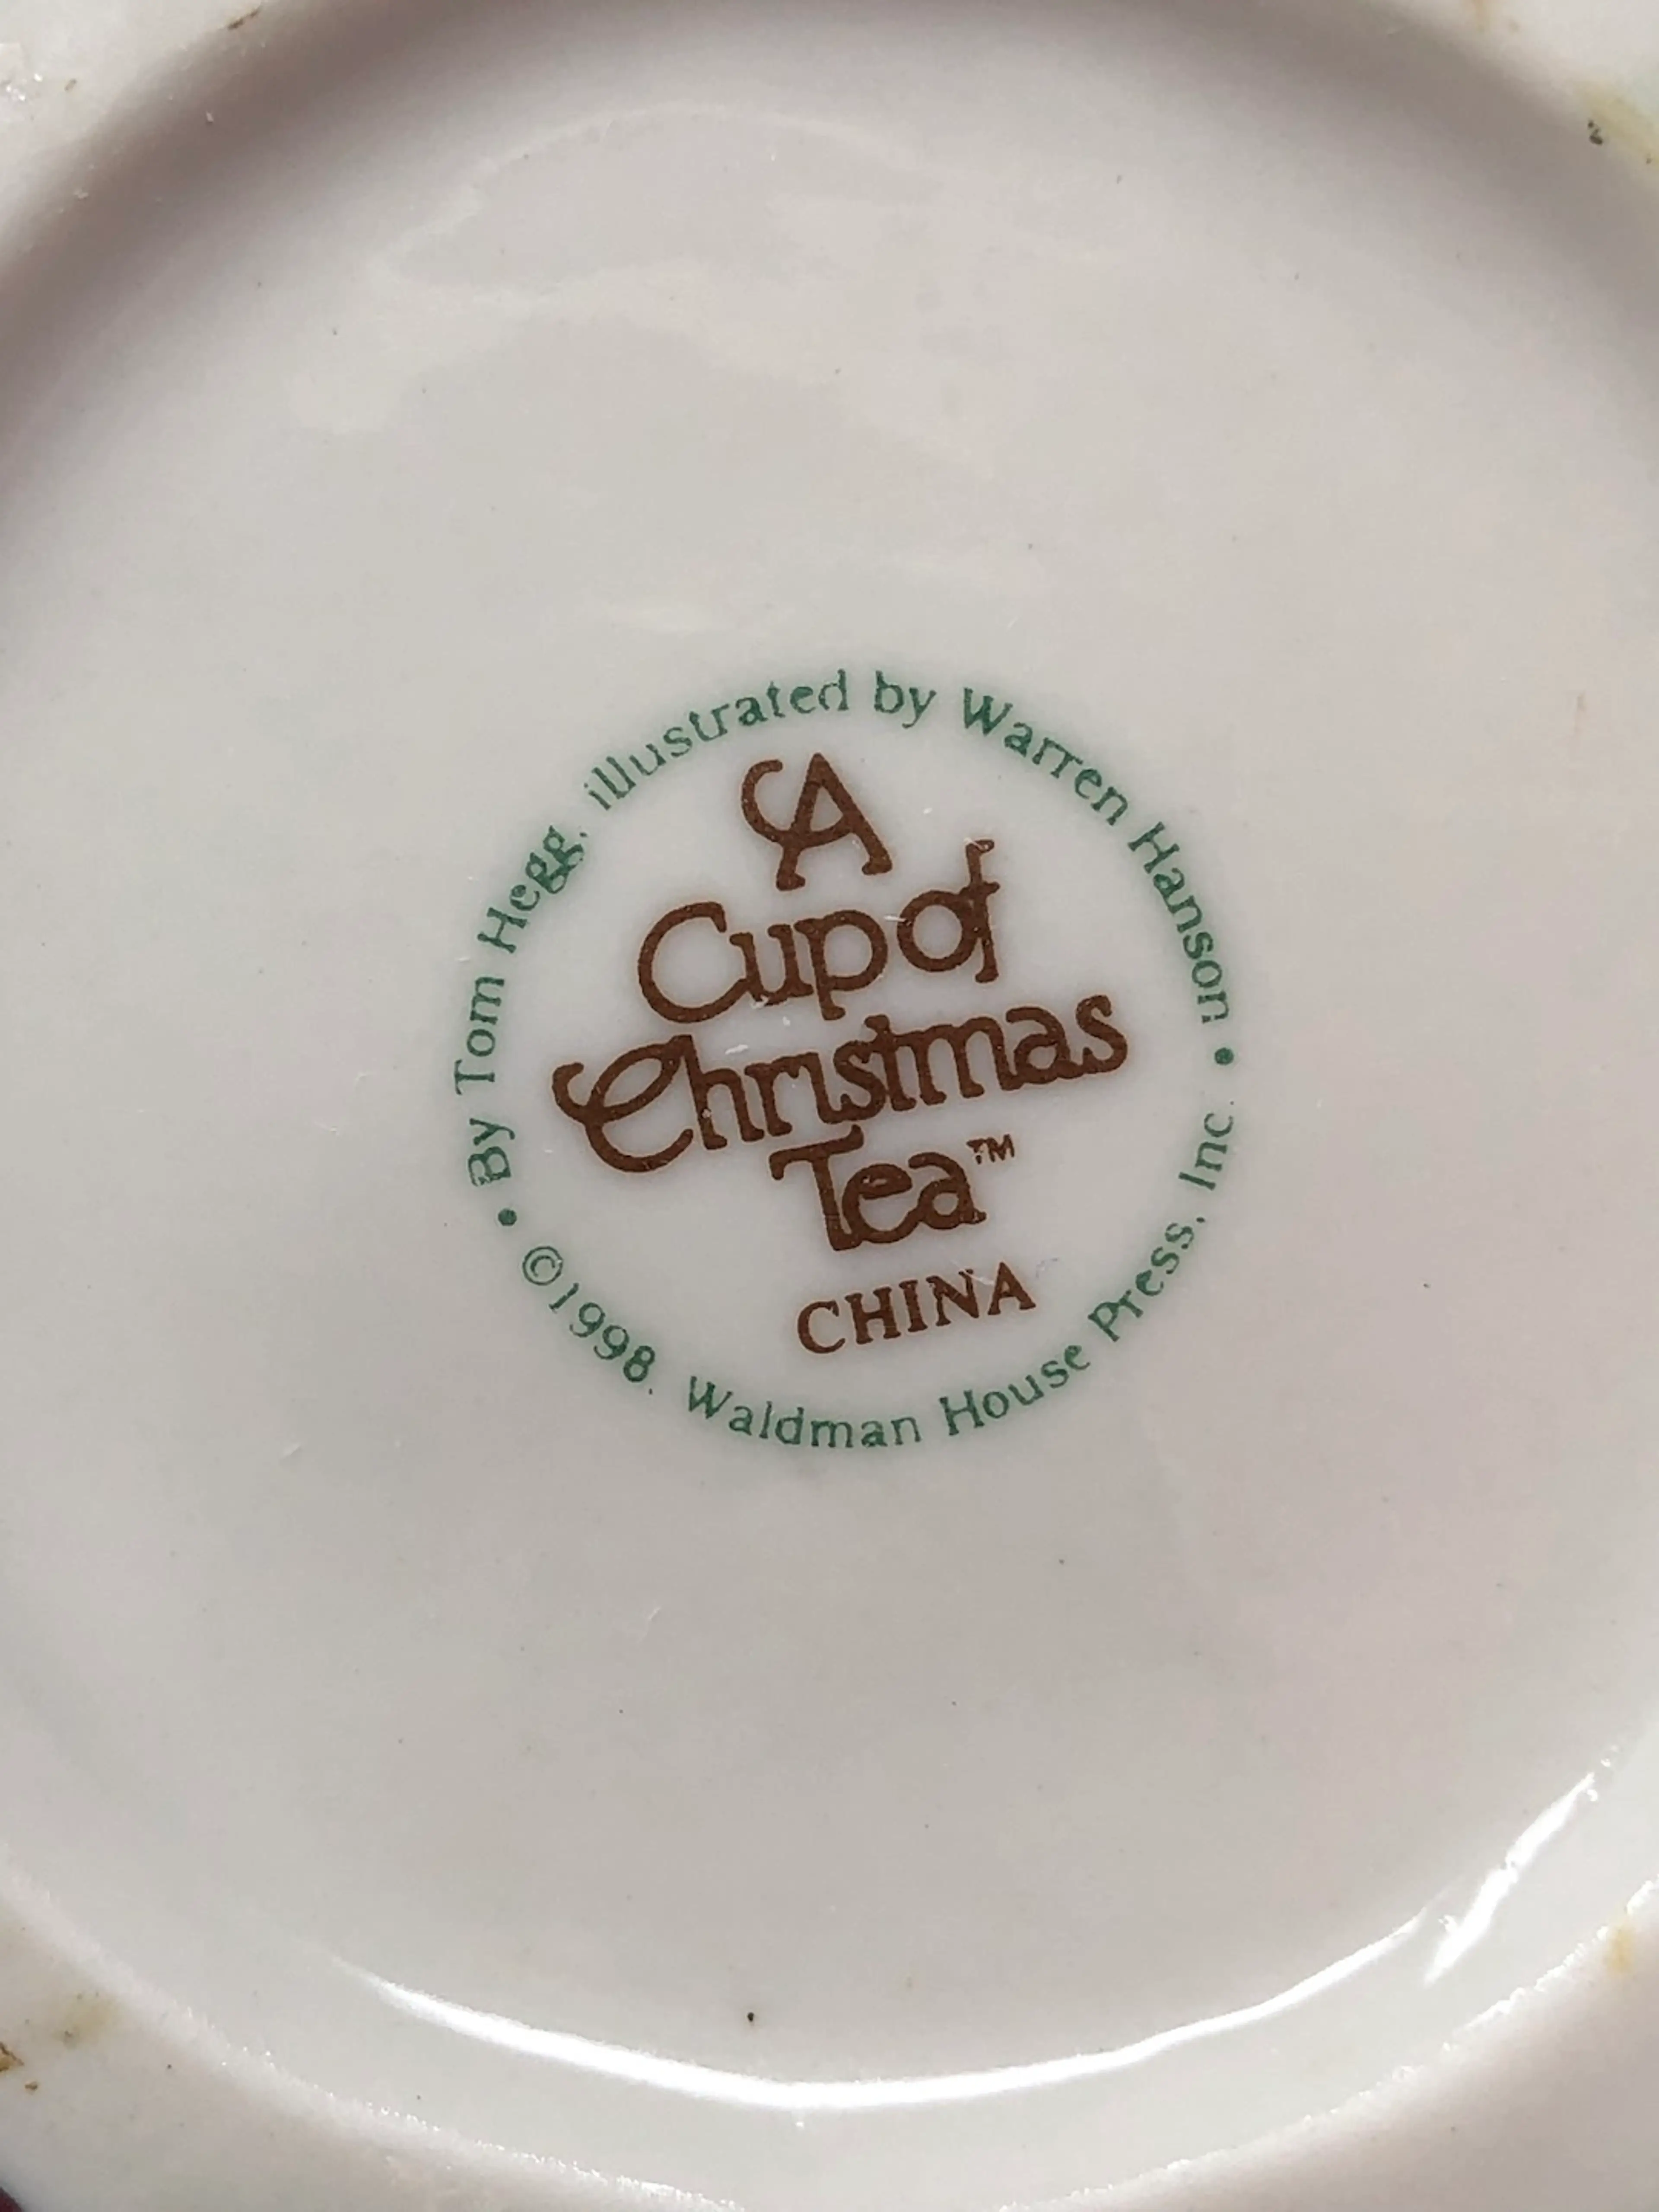 By Tom Hegg, illustrated by Warren Hanson
A
Cup of
Christmas
Tea™
CHINA
• ©1998. Waldman House Press, Inc. •